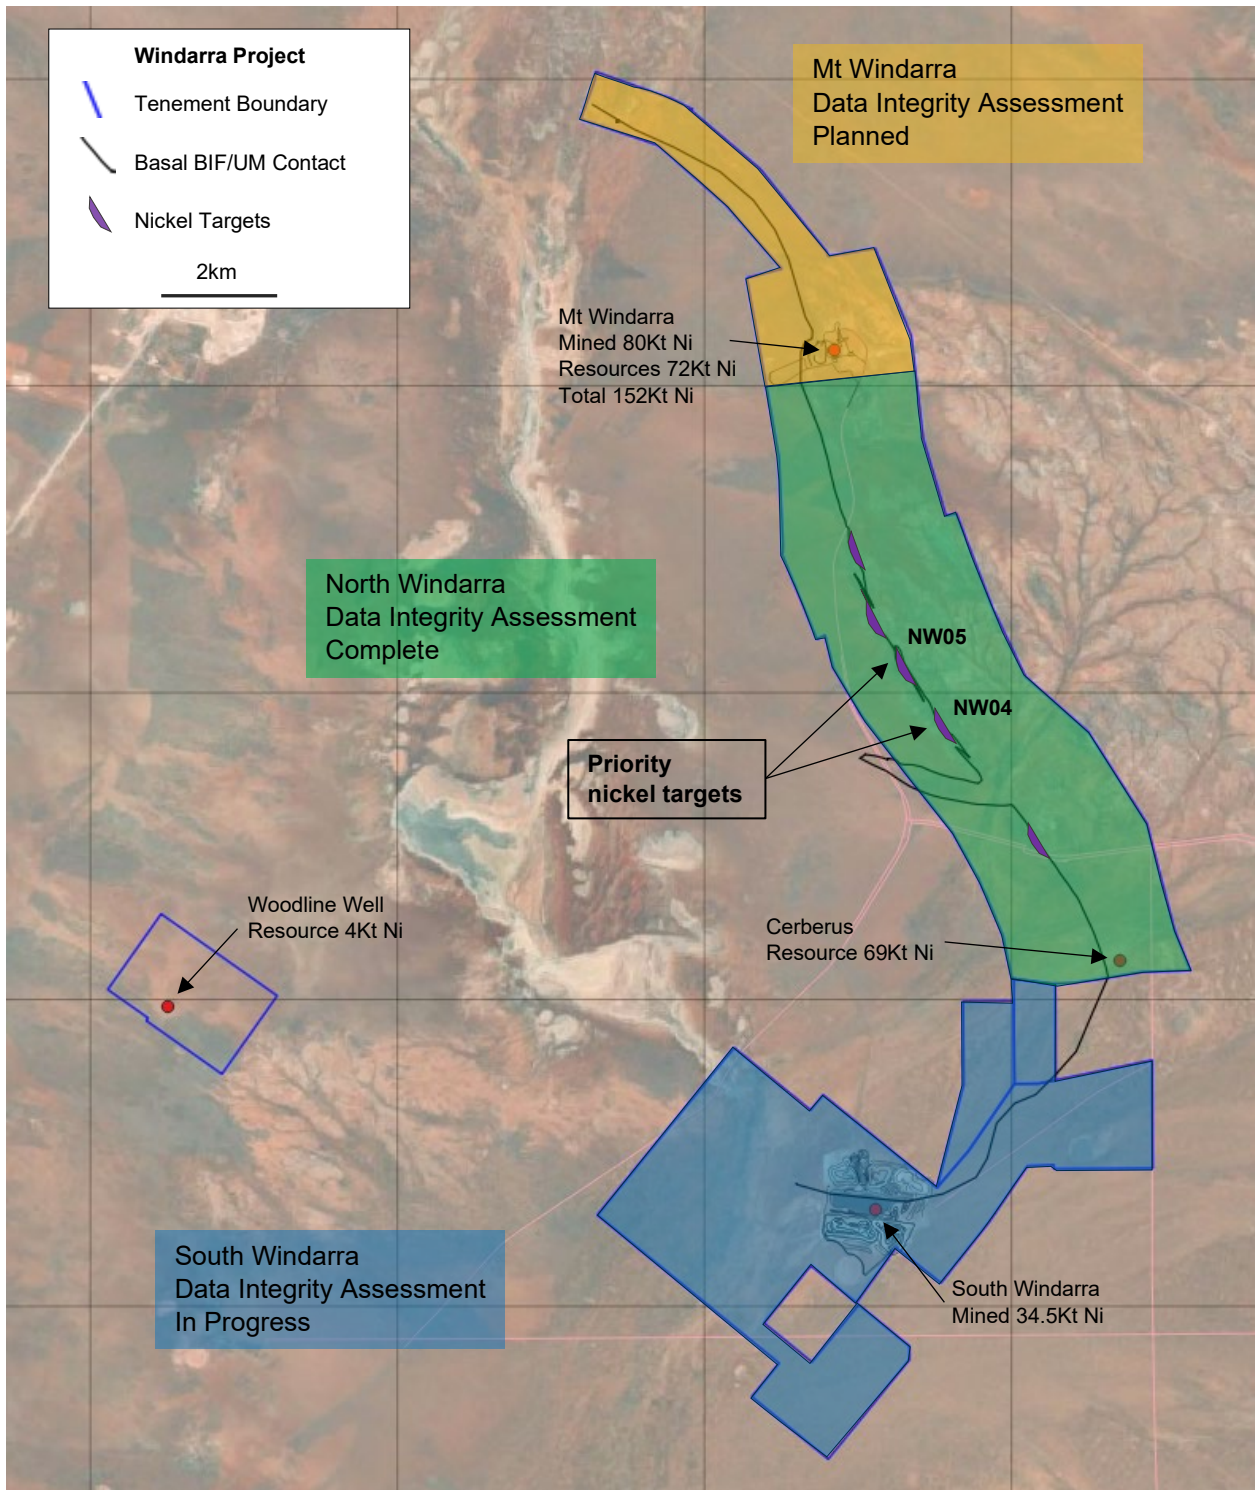 Windarra Project
Tenement Boundary
Basal BIF/UM Contact
Nickel Targets
2km
Mt Windarra
Data Integrity Assessment
Planned
Mt Windarra
Mined 80Kt Ni
Resources 72Kt Ni
Total 152Kt Ni
North Windarra
Data Integrity Assessment
Complete
NW05
NW04
Priority
nickel targets
Woodline Well
Resource 4Kt Ni
Cerberus
Resource 69Kt Ni
South Windarra
Data Integrity Assessment
In Progress
South Windarra
Mined 34.5Kt Ni